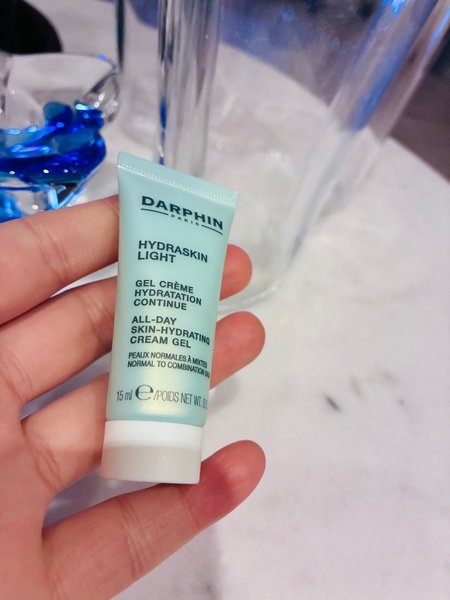 DARPHIN
PARIS
HYDRASKIN
LIGHT
GEL CRÈME
HYDRATATION
CONTINUE
ALL-DAY
SKIN-HYDRATING
CREAM GEL
PEAUX NORMALES À MIXTES
NORMAL TO COMBINATION
15 ml ℮/POIDS NET WT.